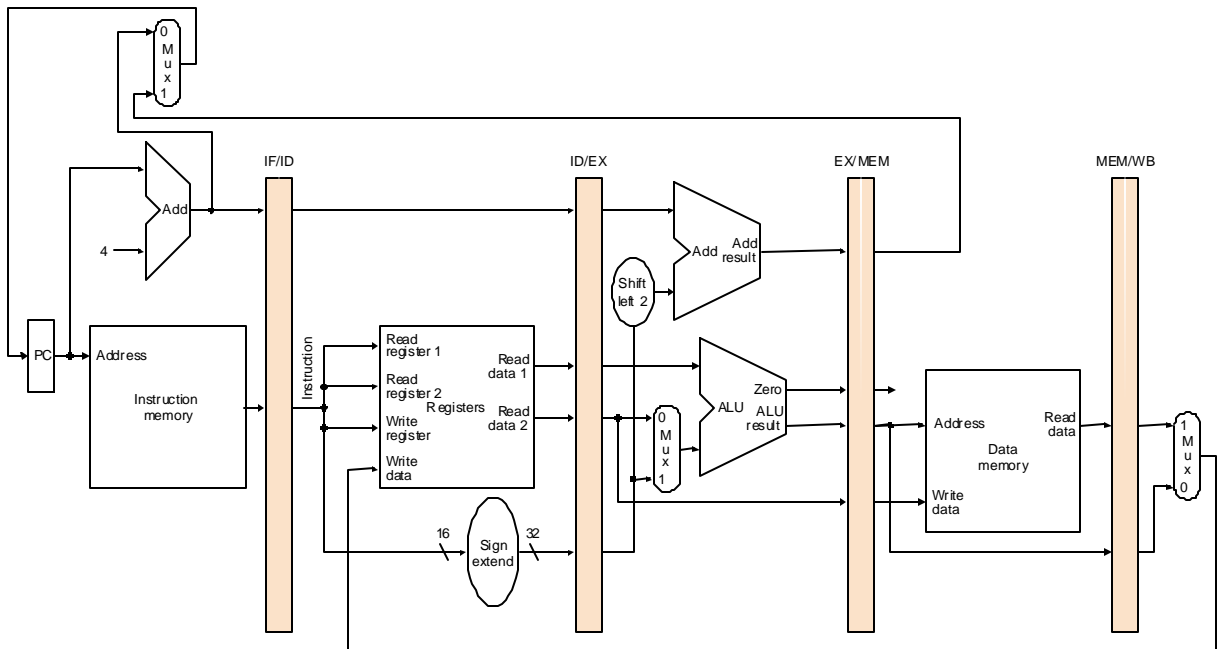 0
M
u
x
1
IF/ID
ID/EX
EX/MEM
MEM/WB
Add
4
Add
Add
result
Shift
left 2
PC
Address
Instruction
memory
Instruction
Read
register 1
Read
register 2
Write
register
Write
data
Registers
Read
data 1
Read
data 2
16
Sign
extend
32
0
M
u
x
1
Zero
ALU
ALU
result
Address
Write
data
Data
memory
Read
data
1
M
u
x
0